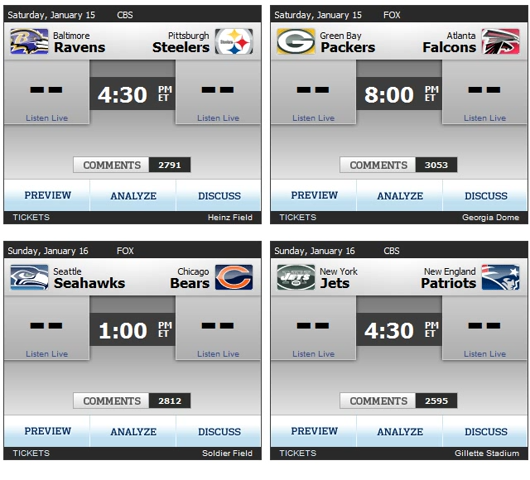 Saturday, January 15 CBS
Baltimore
Ravens
Pittsburgh
Steelers
Steelers
--
4:30 PM ET
--
Listen Live
Listen Live
COMMENTS 2791
PREVIEW ANALYZE DISCUSS
TICKETS Heinz Field
Saturday, January 15 FOX
Green Bay
Packers
Atlanta
Falcons
G
--
8:00 PM ET
--
Listen Live
Listen Live
COMMENTS 3053
PREVIEW ANALYZE DISCUSS
TICKETS Georgia Dome
Sunday, January 16 FOX
Seattle
Seahawks
Chicago
Bears
C
--
1:00 PM ET
--
Listen Live
Listen Live
COMMENTS 2812
PREVIEW ANALYZE DISCUSS
TICKETS Soldier Field
Sunday, January 16 CBS
New York
Jets
New England
Patriots
JETS
--
4:30 PM ET
--
Listen Live
Listen Live
COMMENTS 2595
PREVIEW ANALYZE DISCUSS
TICKETS Gillette Stadium